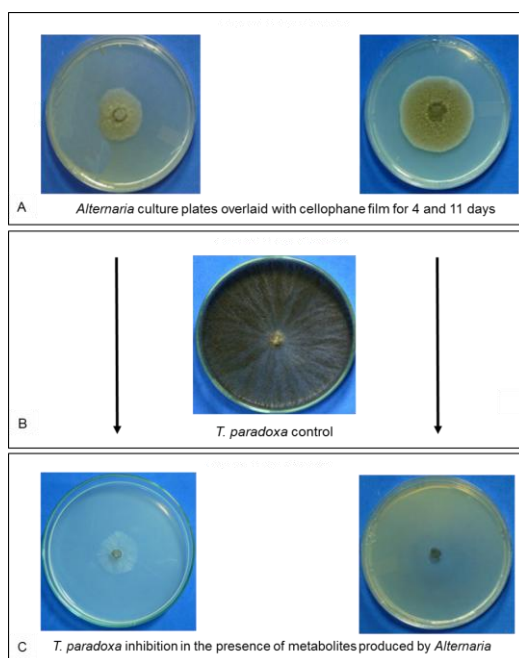 A
Alternaria culture plates overlaid with cellophane film for 4 and 11 days
B
T. paradoxa control
C
T. paradoxa inhibition in the presence of metabolites produced by Alternaria